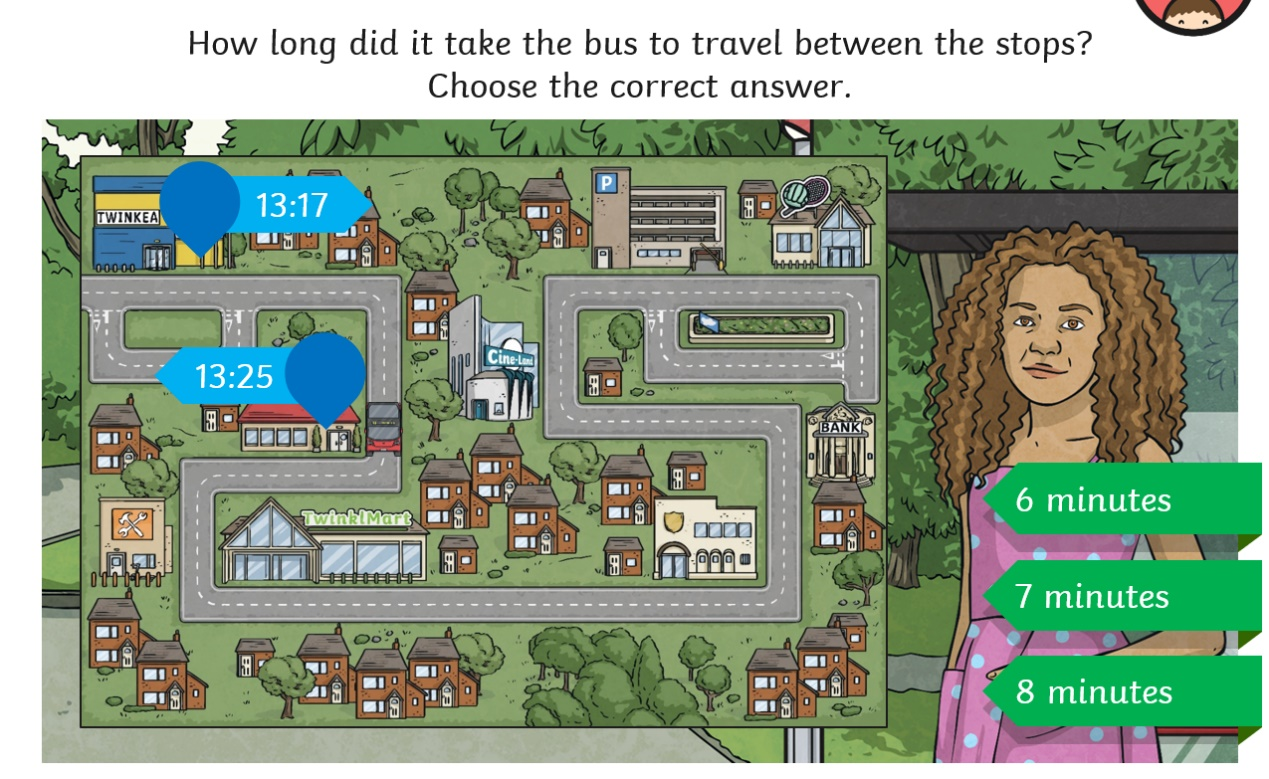 How long did it take the bus to travel between the stops?
Choose the correct answer.
TWINKEA
13:17
P
Cine-Land
13:25
BANK
TwinklMart
6 minutes
7 minutes
8 minutes